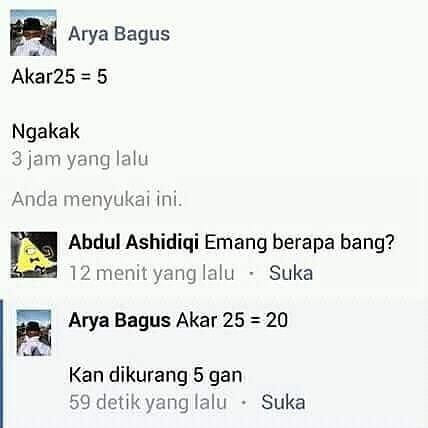 Arya Bagus
Akar25 = 5
Ngakak
3 jam yang lalu
Anda menyukai ini.
Abdul Ashidiqi Emang berapa bang?
12 menit yang lalu · Suka
Arya Bagus Akar 25 = 20
Kan dikurang 5 gan
59 detik yang lalu · Suka